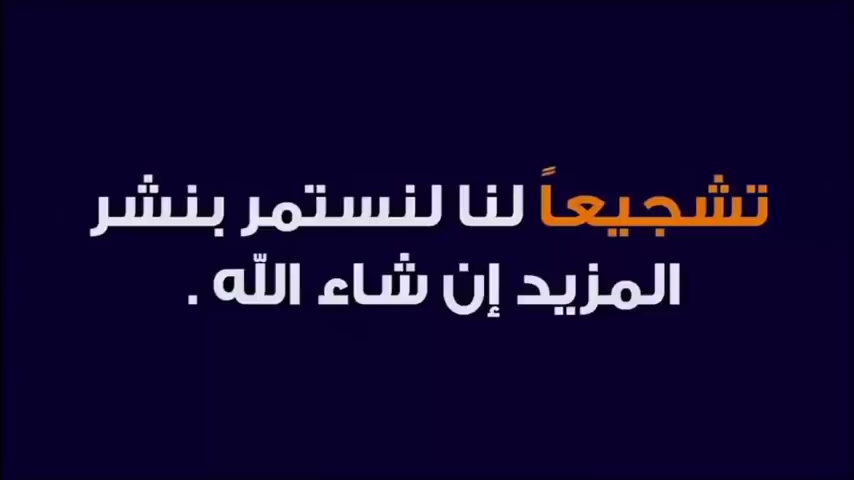 تشجيعاً لنا لنستمر بنشر
المزيد إن شاء الله .